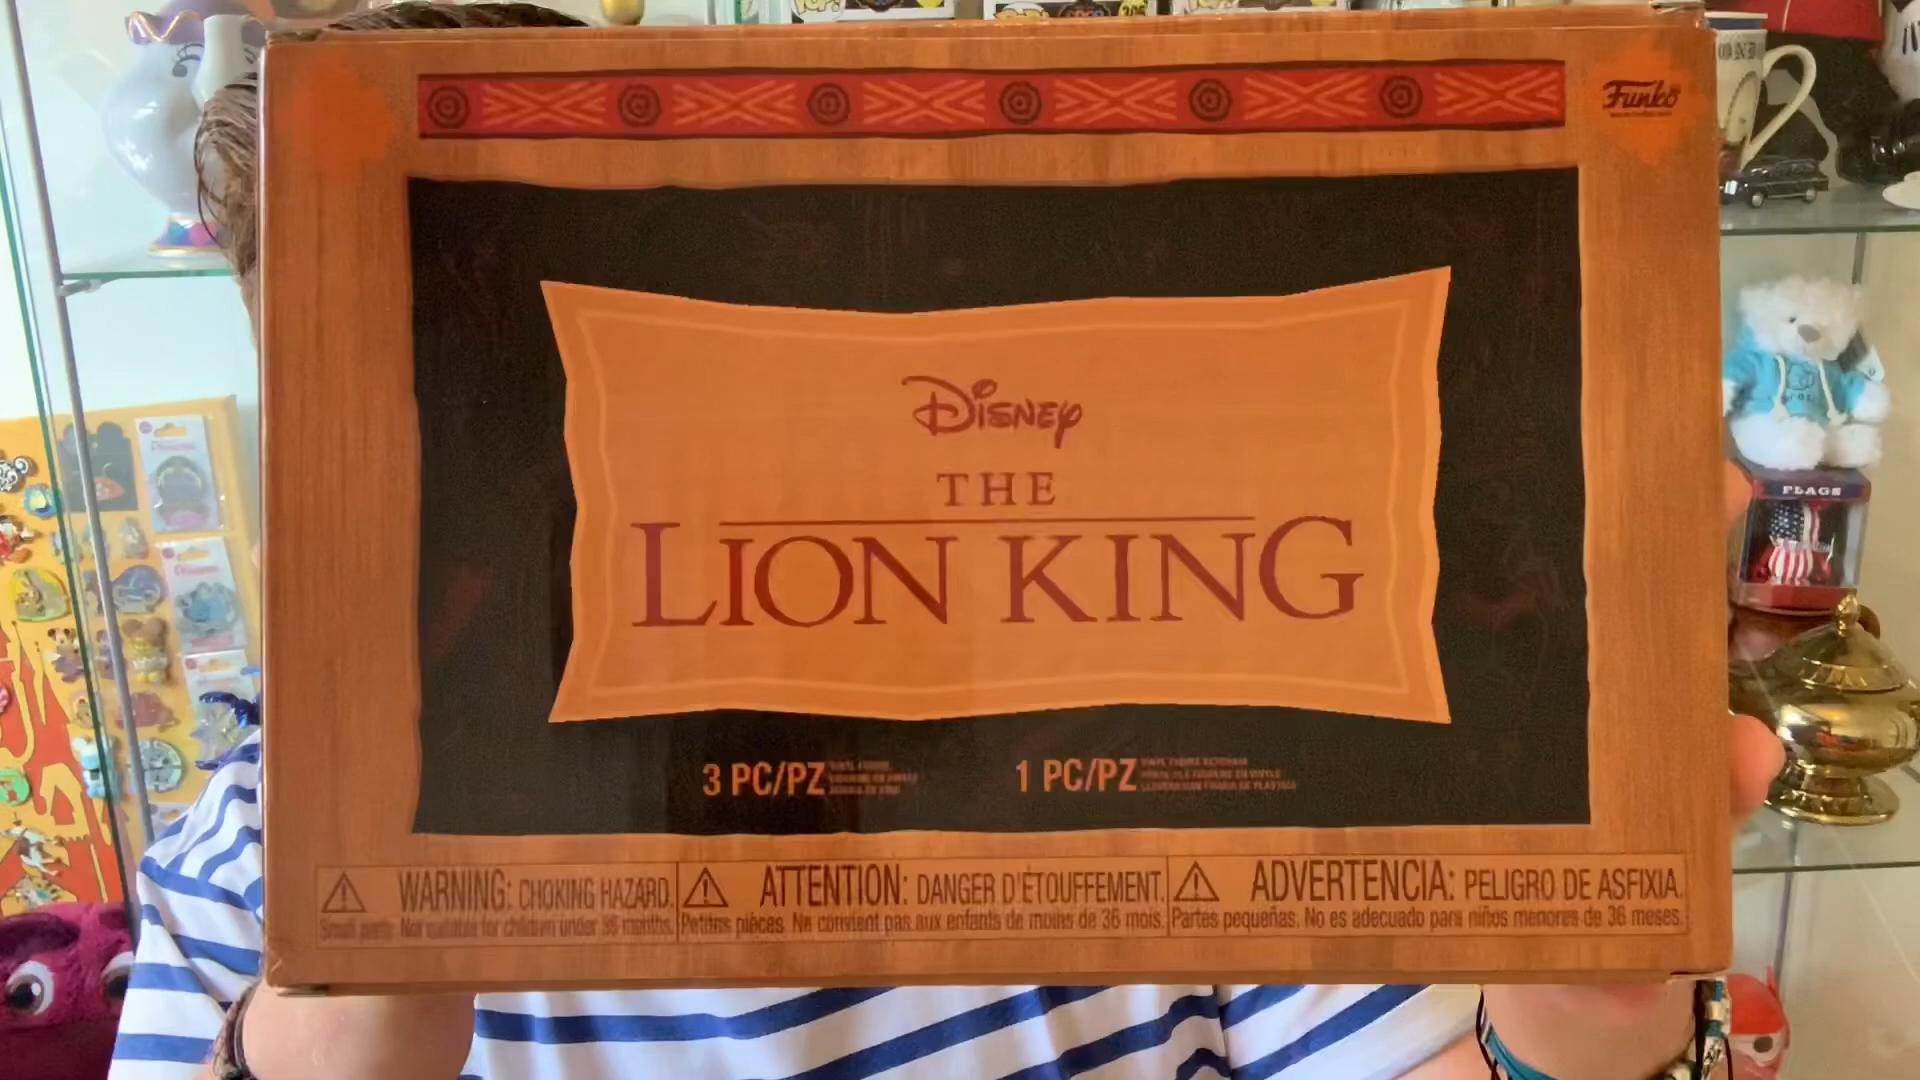 Funko
Disney
THE
LION KING
3 PC/PZ
1 PC/PZ
WARNING: CHOKING HAZARD.
Small parts. Not suitable for children under 36 months.
ATTENTION: DANGER D'ÉTOUFFEMENT.
Petites pièces. Ne convient pas aux enfants de moins de 36 mois.
ADVERTENCIA: PELIGRO DE ASFIXIA.
Partes pequeñas. No es adecuado para niños menores de 36 meses.
FLAGS